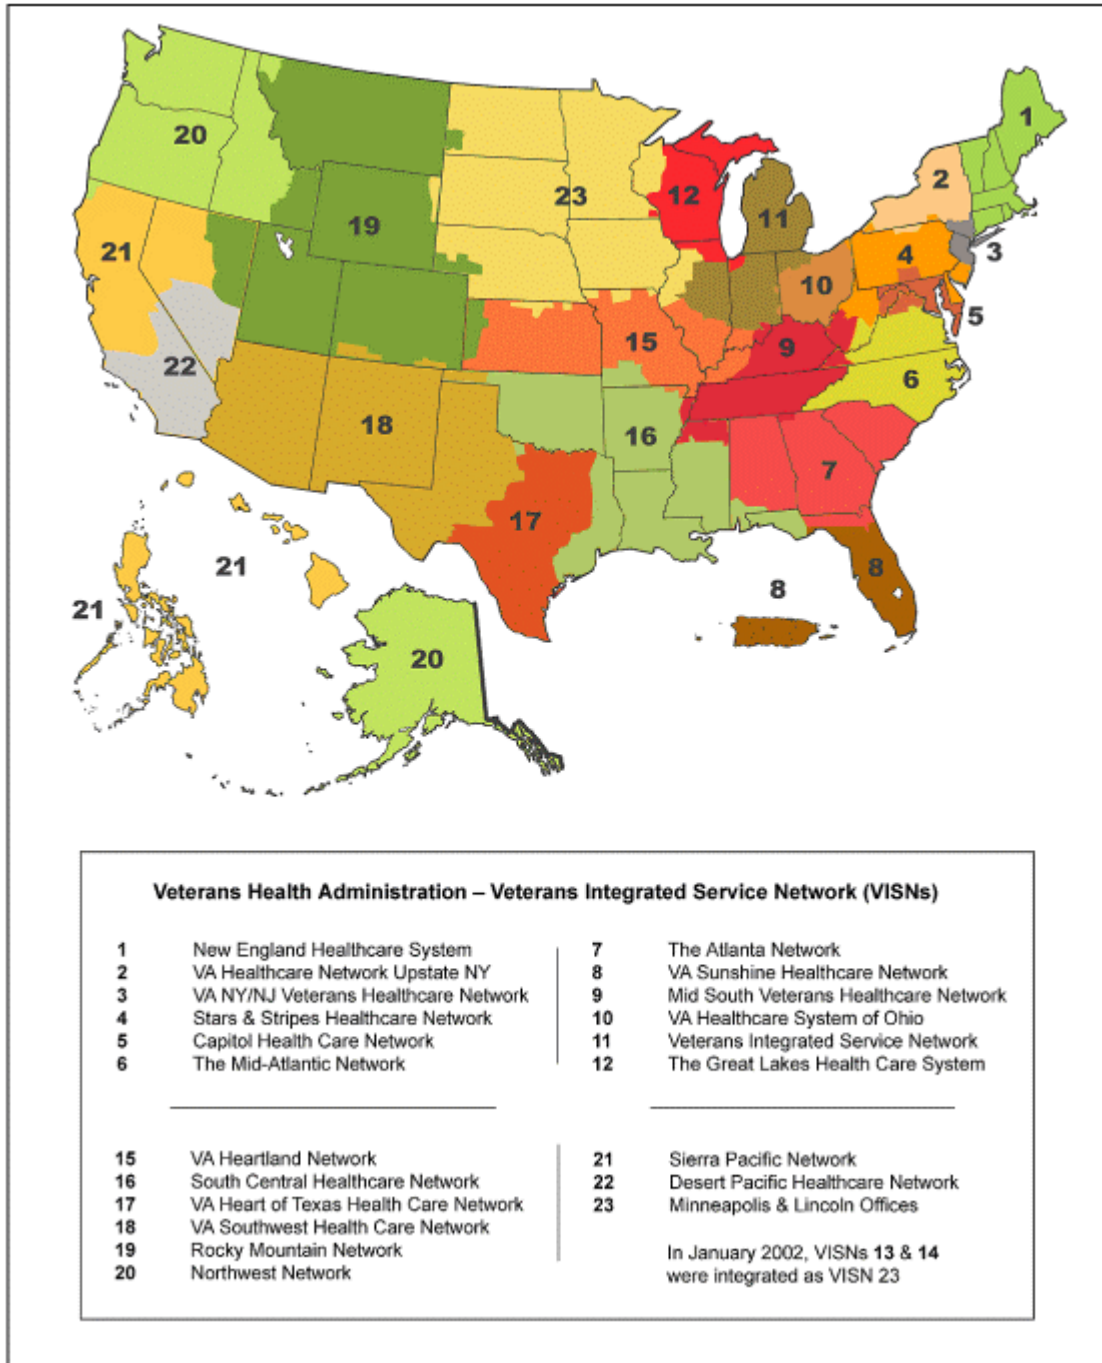 1
20
2
23
12
11
19
21
4
3
10
5
15
9
22
6
18
16
7
17
21
8
8
21
20
Veterans Health Administration – Veterans Integrated Service Network (VISNs)
1 New England Healthcare System
2 VA Healthcare Network Upstate NY
3 VA NY/NJ Veterans Healthcare Network
4 Stars & Stripes Healthcare Network
5 Capitol Health Care Network
6 The Mid-Atlantic Network
7 The Atlanta Network
8 VA Sunshine Healthcare Network
9 Mid South Veterans Healthcare Network
10 VA Healthcare System of Ohio
11 Veterans Integrated Service Network
12 The Great Lakes Health Care System
15 VA Heartland Network
16 South Central Healthcare Network
17 VA Heart of Texas Health Care Network
18 VA Southwest Health Care Network
19 Rocky Mountain Network
20 Northwest Network
21 Sierra Pacific Network
22 Desert Pacific Healthcare Network
23 Minneapolis & Lincoln Offices
In January 2002, VISNs 13 & 14
were integrated as VISN 23